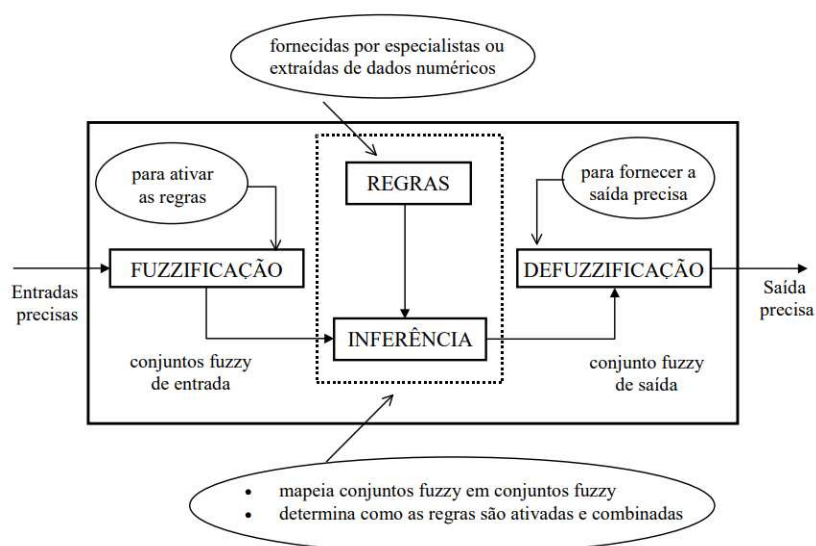 fornecidas por especialistas ou
extraídas de dados numéricos
para ativar
as regras
REGRAS
para fornecer a
saída precisa
FUZZIFICAÇÃO
DEFUZZIFICAÇÃO
Entradas
precisas
Saída
precisa
INFERÊNCIA
conjuntos fuzzy
de entrada
conjunto fuzzy
de saída
• mapeia conjuntos fuzzy em conjuntos fuzzy
• determina como as regras são ativadas e combinadas